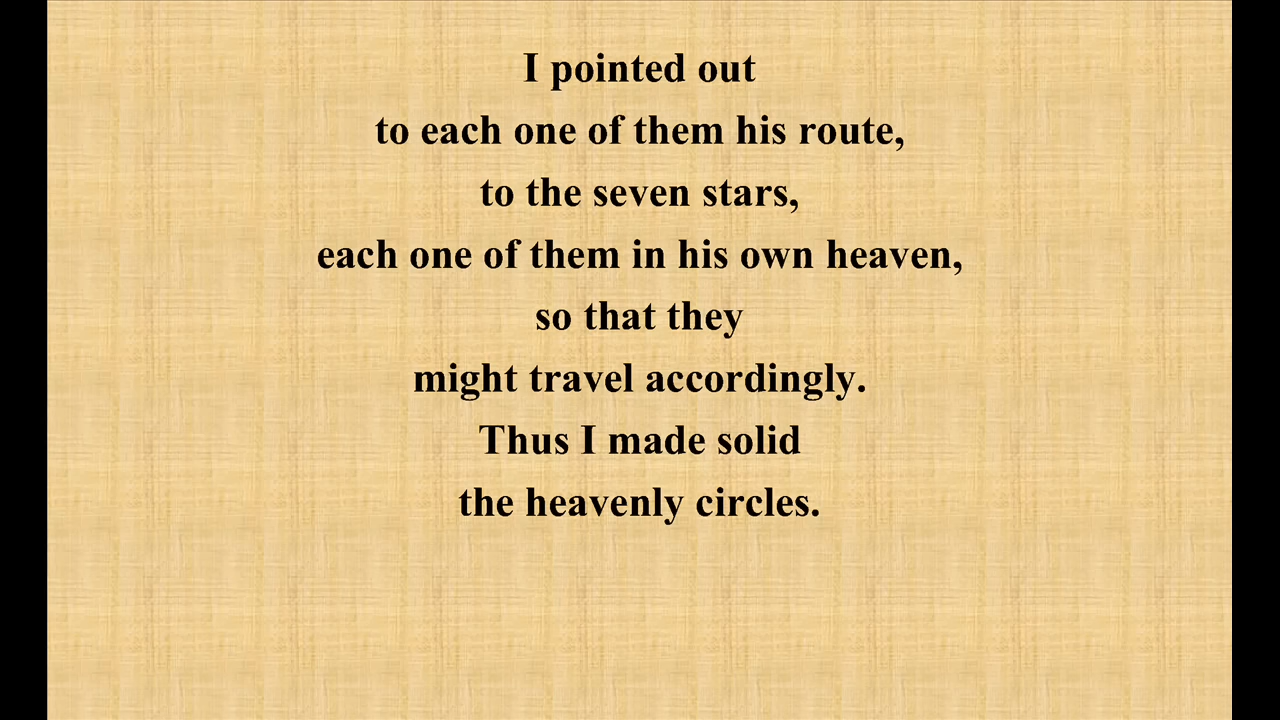 I pointed out
to each one of them his route,
to the seven stars,
each one of them in his own heaven,
so that they
might travel accordingly.
Thus I made solid
the heavenly circles.